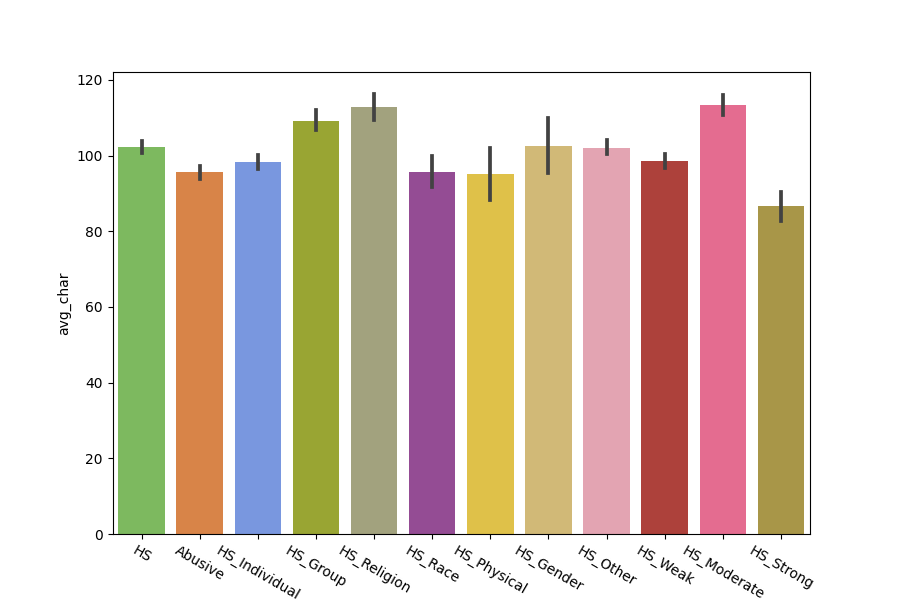 120
100
80
60
40
20
0
avg_char
HS
Abusive
HS_Individual
HS_Group
HS_Religion
HS_Race
HS_Physical
HS_Gender
HS_Other
HS_Weak
HS_Moderate
HS_Strong